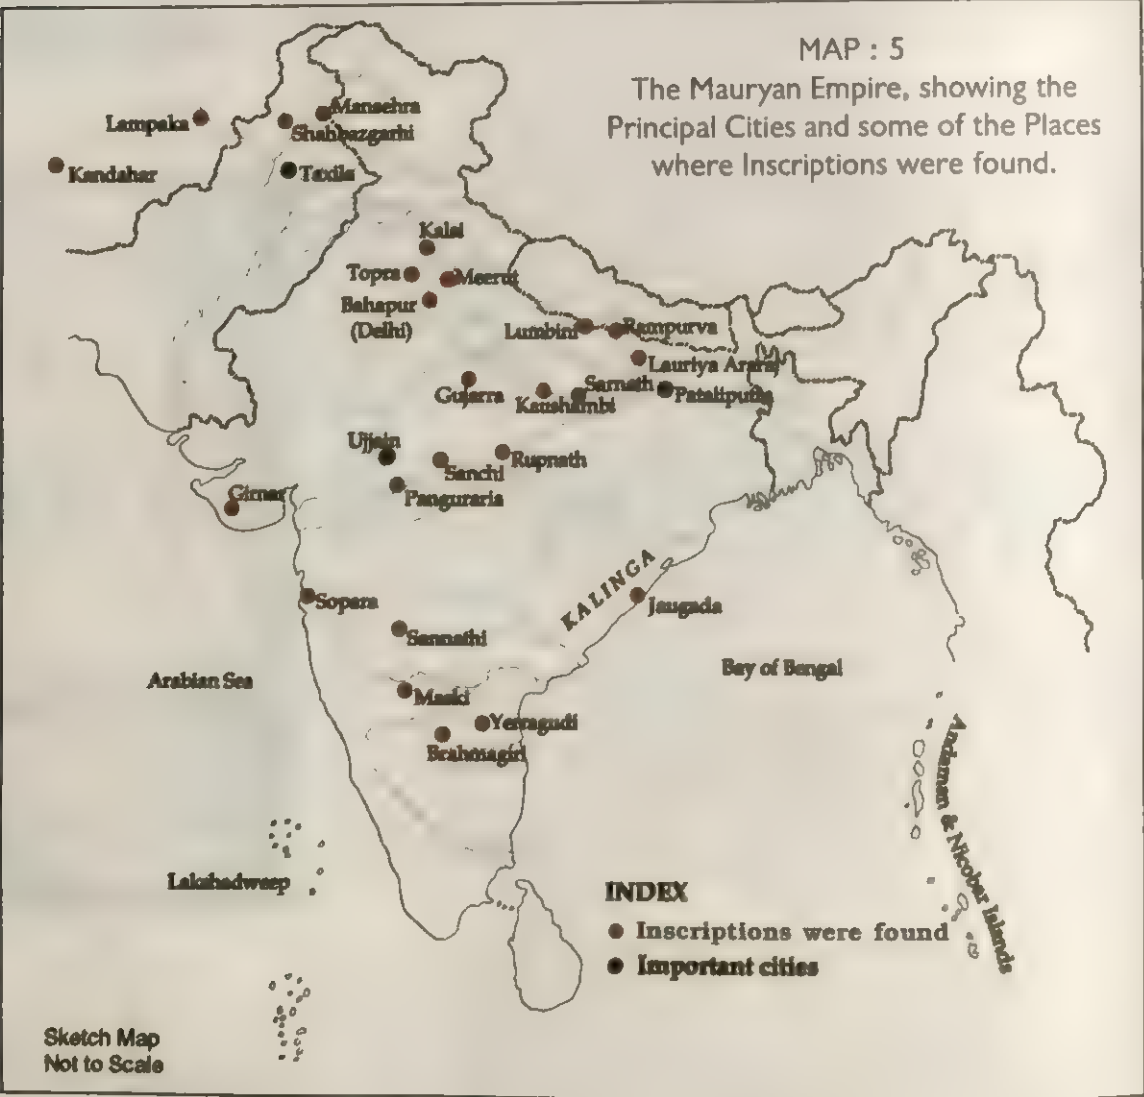 MAP : 5
The Mauryan Empire, showing the
Principal Cities and some of the Places
where Inscriptions were found.
Mansehra
Lampaka
Shahbazgarhi
Kandahar
Taxila
Kalsi
Topra
Meerut
Bahapur
(Delhi)
Lumbini
Rampurva
Lauriya Araraj
Sarnath
Gujarra
Kaushambi
Pataliputra
Ujjain
Sanchi
Rupnath
Girnar
Panguraria
KALINGA
Sopara
Jaugada
Sannathi
Arabian Sea
Bay of Bengal
Maski
Yerragudi
Brahmagiri
Andaman & Nicobar Islands
Lakshadweep
INDEX
Inscriptions were found
Important cities
Sketch Map
Not to Scale